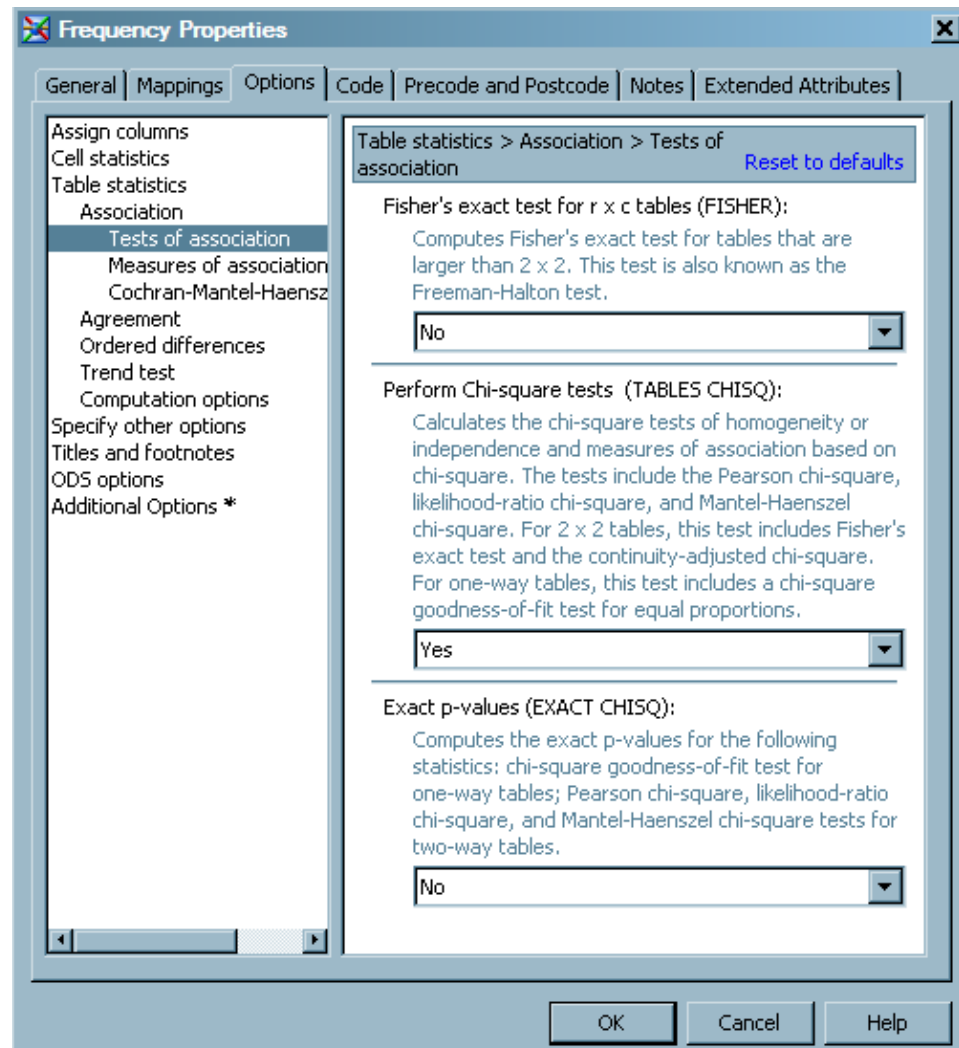 Frequency Properties
General
Mappings
Options
Code
Precode and Postcode
Notes
Extended Attributes
Assign columns
Cell statistics
Table statistics
Association
Tests of association
Measures of association
Cochran-Mantel-Haensz
Agreement
Ordered differences
Trend test
Computation options
Specify other options
Titles and footnotes
ODS options
Additional Options *
Table statistics > Association > Tests of
association
Reset to defaults
Fisher's exact test for r x c tables (FISHER):
Computes Fisher's exact test for tables that are
larger than 2 x 2. This test is also known as the
Freeman-Halton test.
No
Perform Chi-square tests (TABLES CHISQ):
Calculates the chi-square tests of homogeneity or
independence and measures of association based on
chi-square. The tests include the Pearson chi-square,
likelihood-ratio chi-square, and Mantel-Haenszel
chi-square. For 2 x 2 tables, this test includes Fisher's
exact test and the continuity-adjusted chi-square.
For one-way tables, this test includes a chi-square
goodness-of-fit test for equal proportions.
Yes
Exact p-values (EXACT CHISQ):
Computes the exact p-values for the following
statistics: chi-square goodness-of-fit test for
one-way tables; Pearson chi-square, likelihood-ratio
chi-square, and Mantel-Haenszel chi-square tests for
two-way tables.
No
OK
Cancel
Help